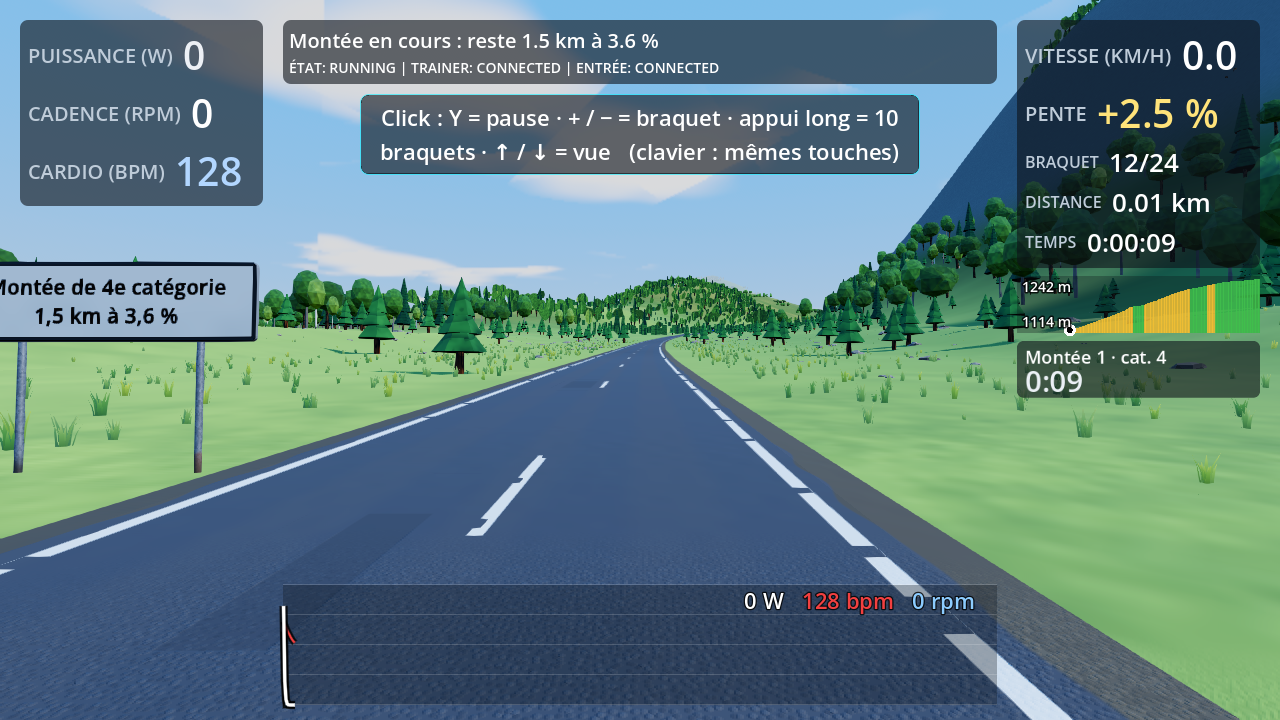 PUISSANCE (W) 0
CADENCE (RPM) 0
CARDIO (BPM) 128
Montée en cours : reste 1.5 km à 3.6 %
ÉTAT: RUNNING | TRAINER: CONNECTED | ENTRÉE: CONNECTED
Click : Y = pause · + / − = braquet · appui long = 10
braquets · ↑ / ↓ = vue (clavier : mêmes touches)
VITESSE (KM/H) 0.0
PENTE +2.5 %
BRAQUET 12/24
DISTANCE 0.01 km
TEMPS 0:00:09
1242 m
1114 m
Montée 1 · cat. 4
0:09
Montée de 4e catégorie
1,5 km à 3,6 %
0 W 128 bpm 0 rpm